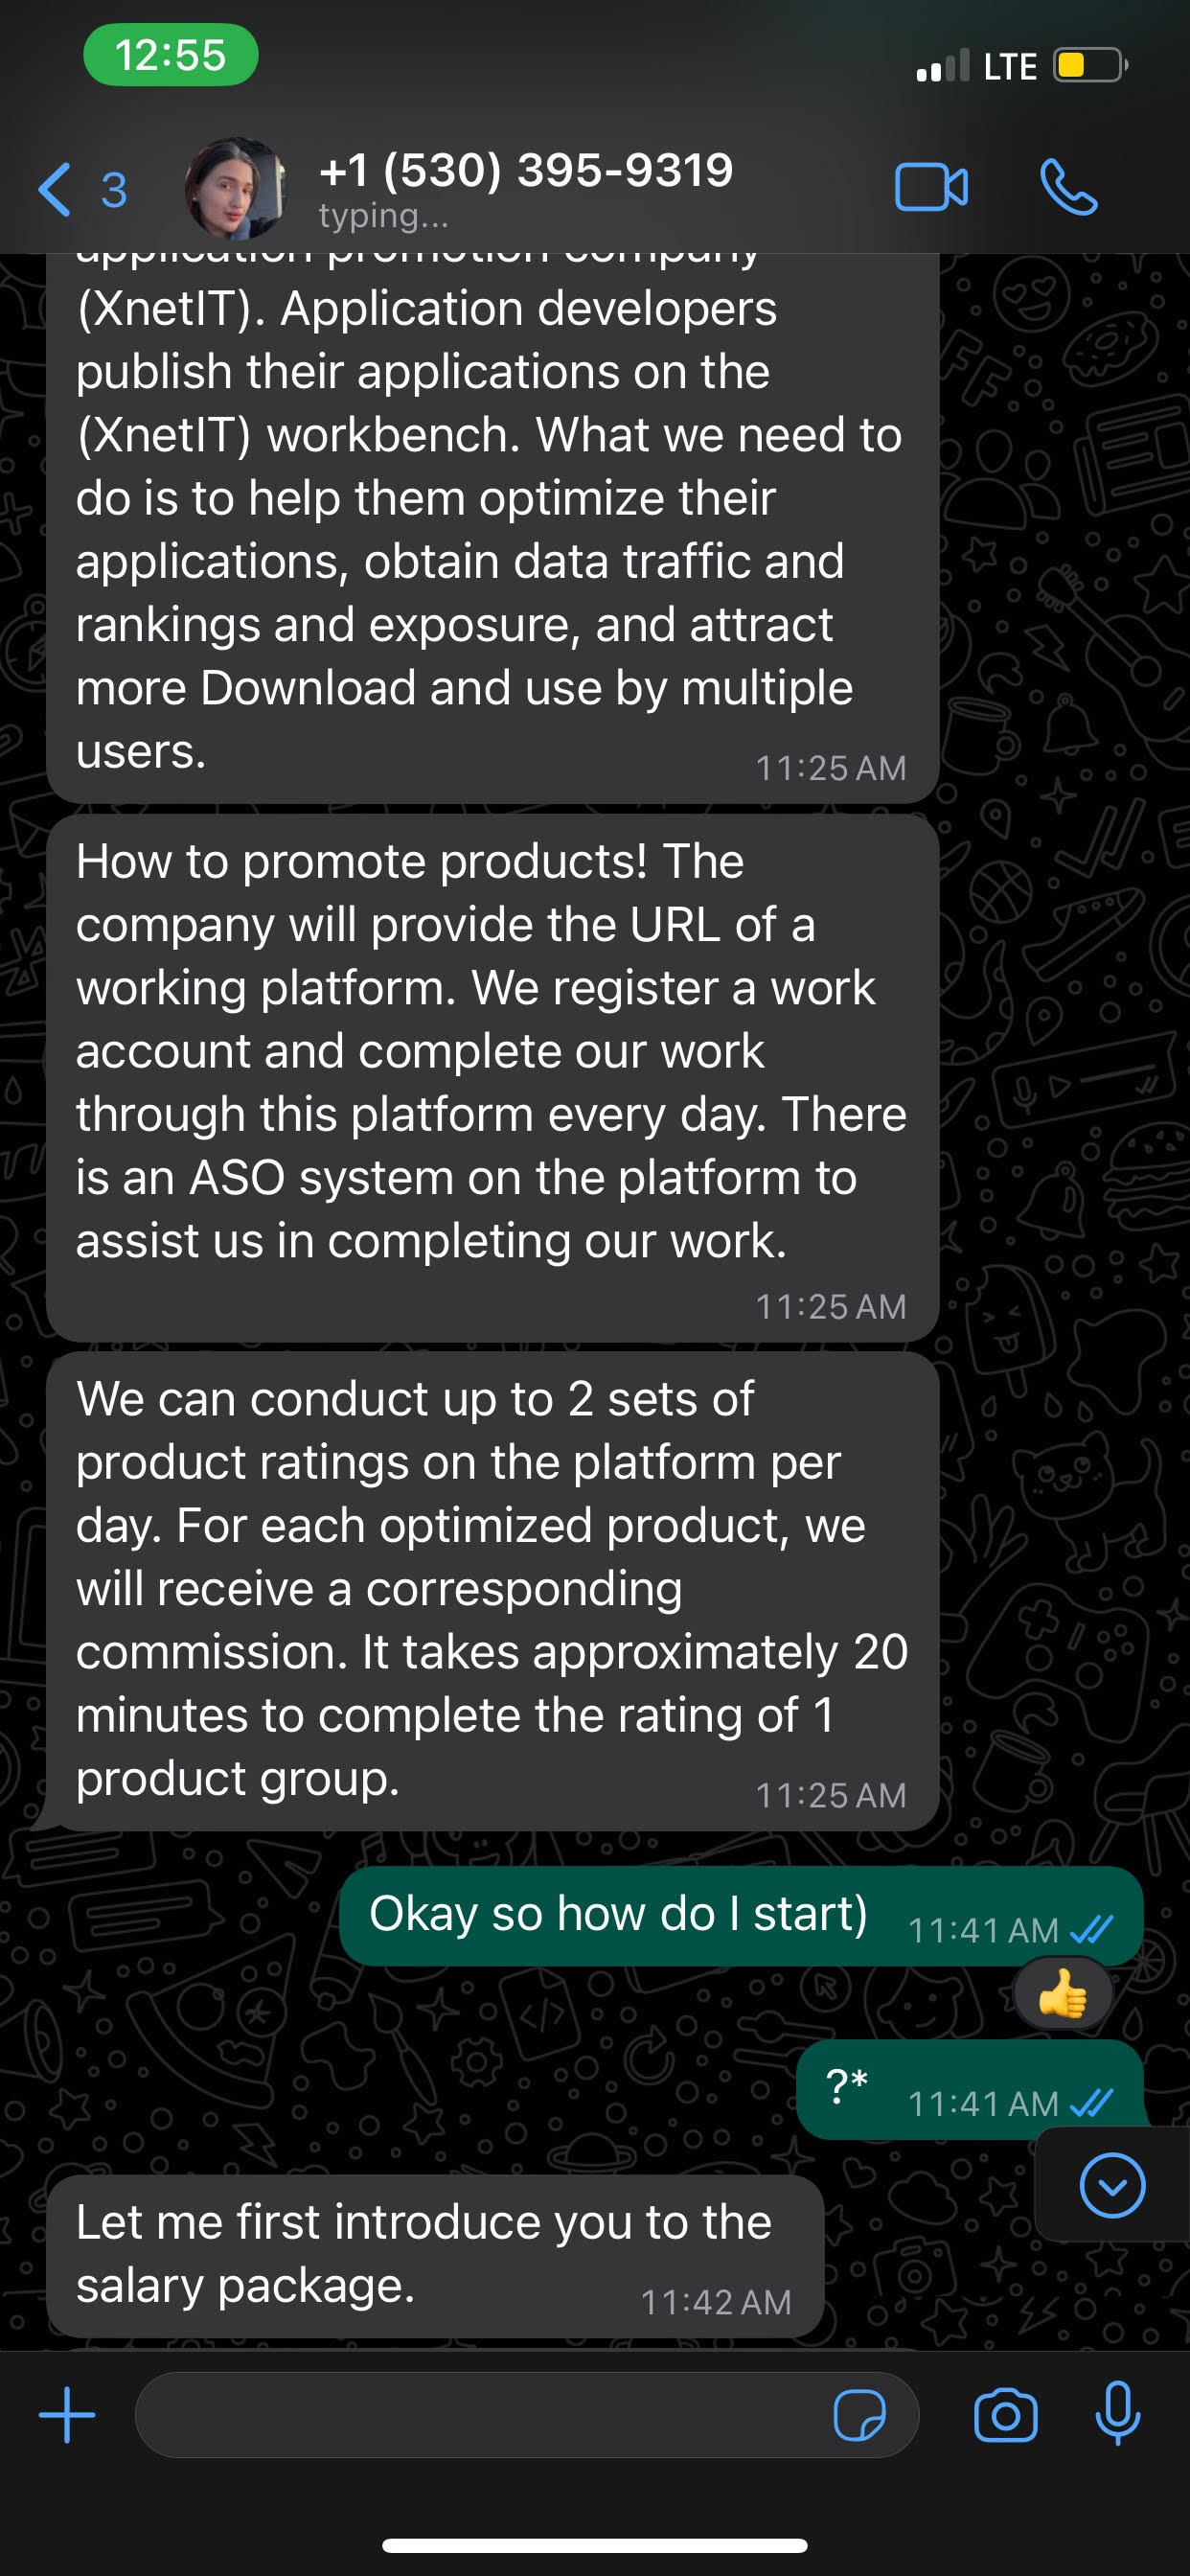 12:55
LTE
3
+1 (530) 395-9319
typing...
application promotion company
(XnetIT). Application developers
publish their applications on the
(XnetIT) workbench. What we need to
do is to help them optimize their
applications, obtain data traffic and
rankings and exposure, and attract
more Download and use by multiple
users.
11:25 AM
How to promote products! The
company will provide the URL of a
working platform. We register a work
account and complete our work
through this platform every day. There
is an ASO system on the platform to
assist us in completing our work.
11:25 AM
We can conduct up to 2 sets of
product ratings on the platform per
day. For each optimized product, we
will receive a corresponding
commission. It takes approximately 20
minutes to complete the rating of 1
product group.
11:25 AM
Okay so how do I start)
11:41 AM
?*
11:41 AM
Let me first introduce you to the
salary package.
11:42 AM